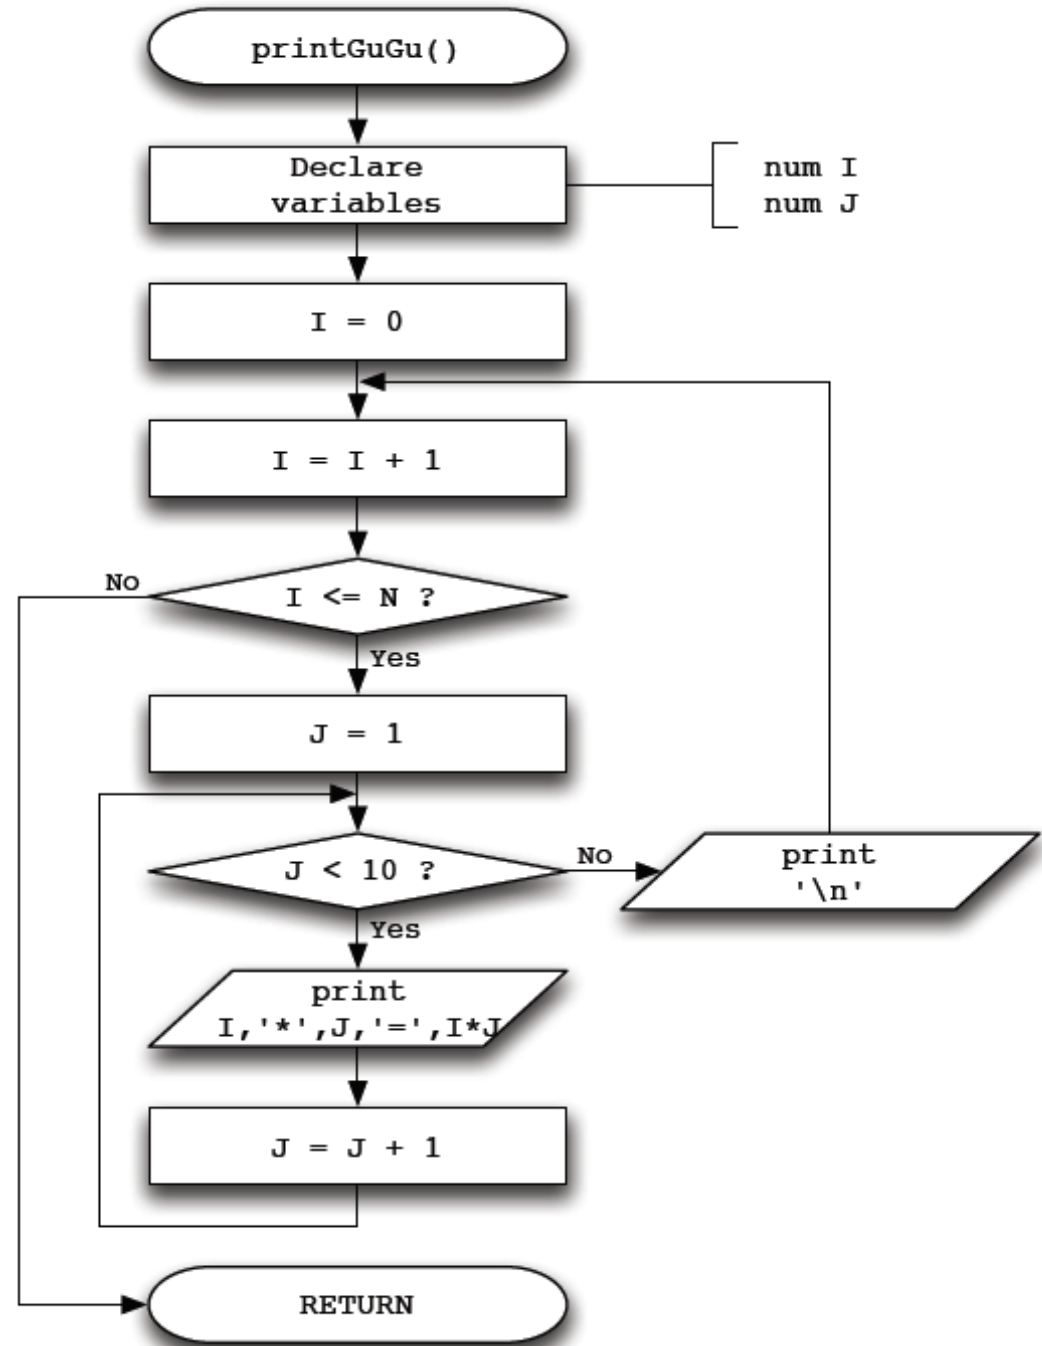 printGuGu()
Declare
variables
num I
num J
I = 0
I = I + 1
I <= N ?
No
Yes
J = 1
J < 10 ?
No
print
'\n'
Yes
print
I,'*',J,'=',I*J
J = J + 1
RETURN